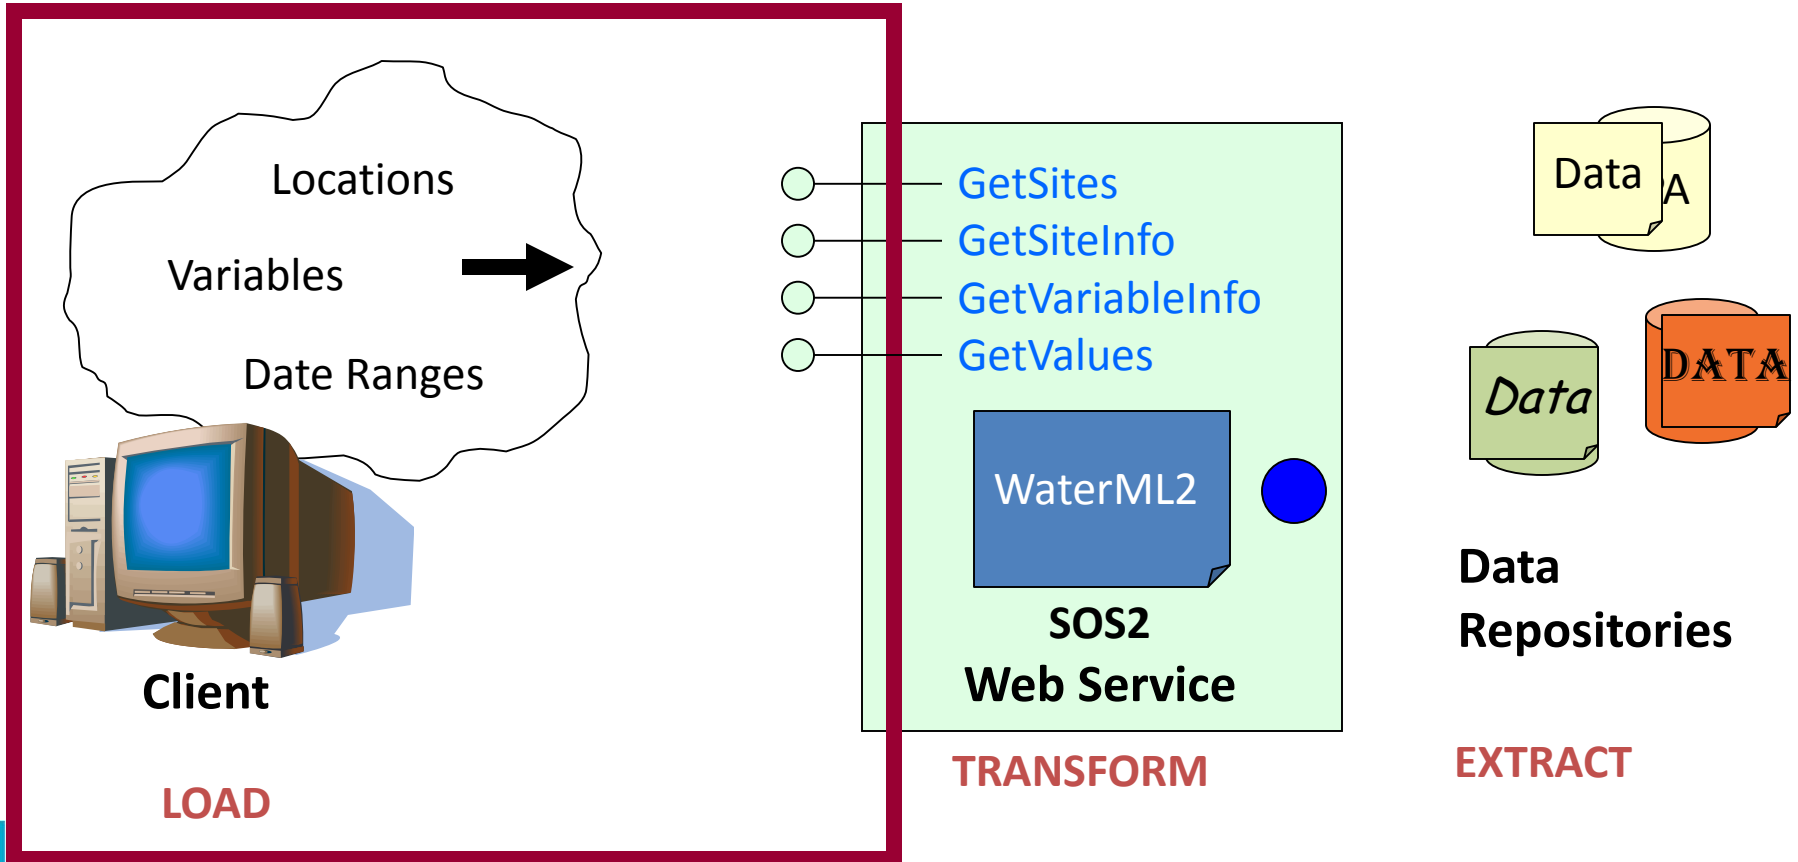 Locations
Variables
Date Ranges
Client
LOAD
GetSites
GetSiteInfo
GetVariableInfo
GetValues
WaterML2
SOS2
Web Service
TRANSFORM
Data
Data
DATA
Data
Repositories
EXTRACT